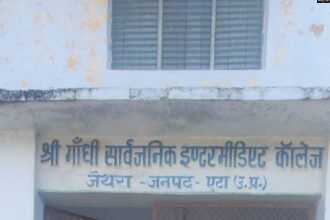 श्री गाँधी सार्वजनिक इण्टरमीडिएट कॉलेज
जैथरा - जनपद - एटा (उ.प्र.)